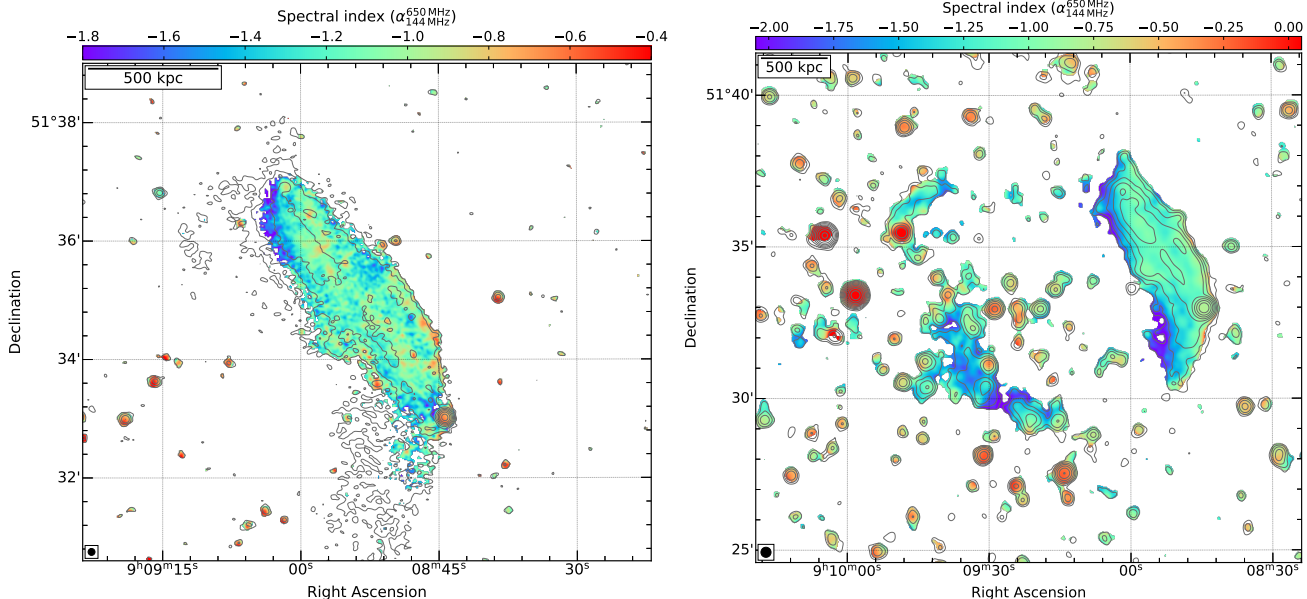 Spectral index (α^{650 MHz}_{144 MHz})
−1.8 −1.6 −1.4 −1.2 −1.0 −0.8 −0.6 −0.4
500 kpc
51°38'
36'
34'
32'
Declination
9h09m15s 00s 08m45s 30s
Right Ascension
Spectral index (α^{650 MHz}_{144 MHz})
−2.00 −1.75 −1.50 −1.25 −1.00 −0.75 −0.50 −0.25 0.00
500 kpc
51°40'
35'
30'
25'
Declination
9h10m00s 09m30s 00s 08m30s
Right Ascension